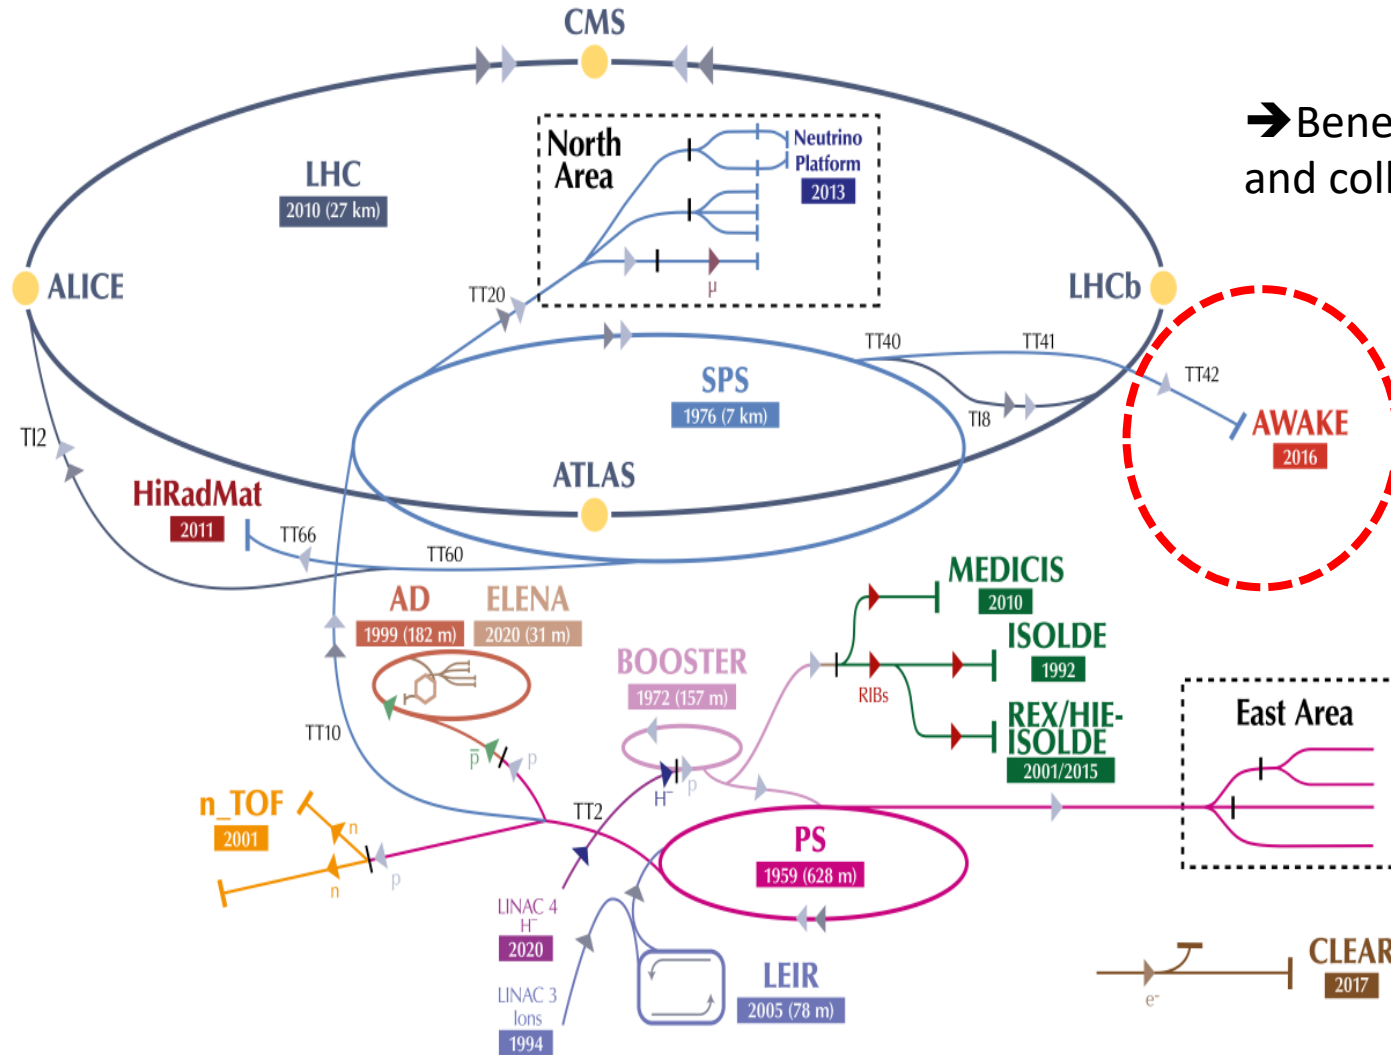 CMS
➔Bene
and coll
North
Area
Neutrino
Platform
2013
LHC
2010 (27 km)
ALICE
LHCb
μ
TT20
TT40
TT41
TT42
SPS
1976 (7 km)
TI8
AWAKE
2016
TI2
ATLAS
HiRadMat
2011
TT66
TT60
MEDICIS
2010
AD
1999 (182 m)
ELENA
2020 (31 m)
ISOLDE
1992
BOOSTER
1972 (157 m)
RIBs
REX/HIE-
ISOLDE
2001/2015
East Area
TT10
p̅
p
H⁻
p
n_TOF
2001
n
n
p
TT2
PS
1959 (628 m)
LINAC 4
H⁻
2020
LINAC 3
Ions
1994
LEIR
2005 (78 m)
CLEAR
2017
e⁻